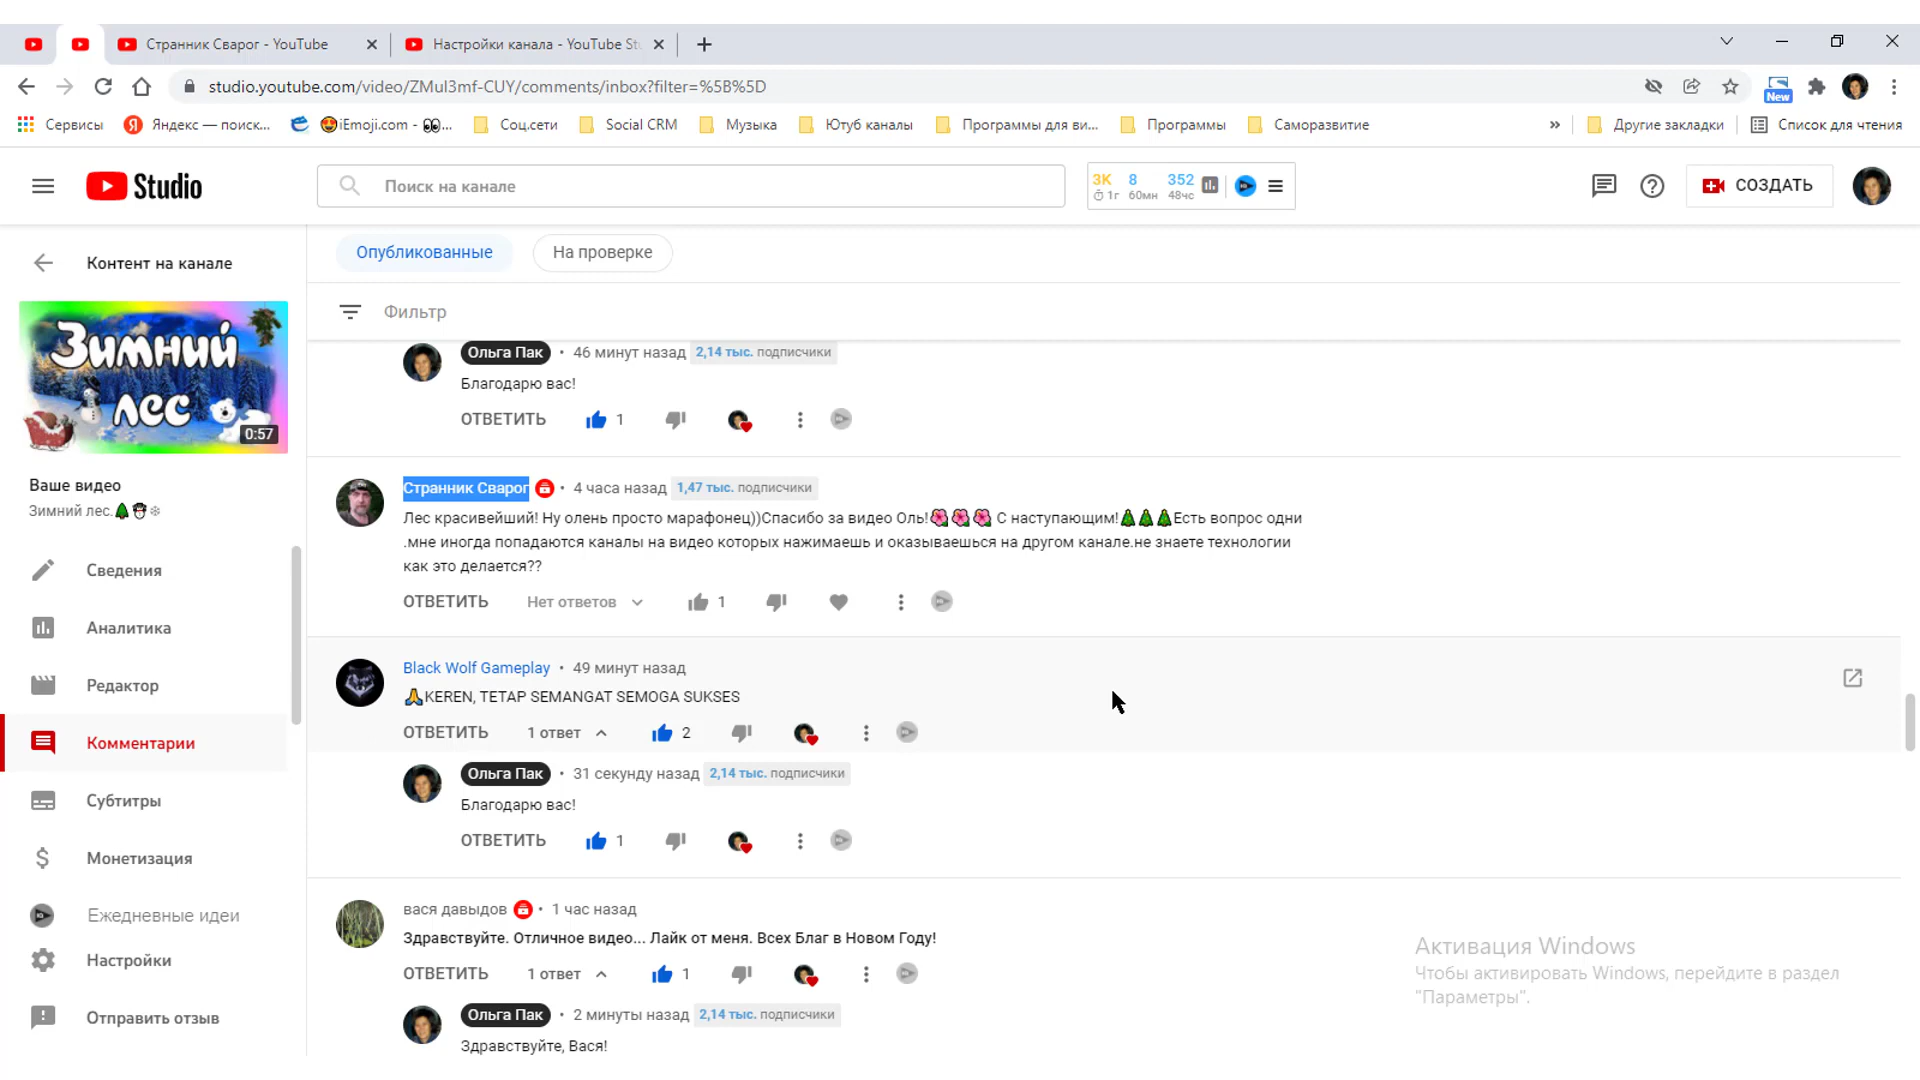 Странник Сварог - YouTube
Настройки канала - YouTube St
studio.youtube.com/video/ZMul3mf-CUY/comments/inbox?filter=%5B%5D
New
Сервисы
Яндекс — поиск...
iEmoji.com - 👀...
Соц.сети
Social CRM
Музыка
Ютуб каналы
Программы для ви...
Программы
Саморазвитие
»
Другие закладки
Список для чтения
Studio
Поиск на канале
3K 8 352
1г 60мн 48чс
СОЗДАТЬ
Контент на канале
Зимний
лес
0:57
Ваше видео
Зимний лес.🌲⛄❄
Сведения
Аналитика
Редактор
Комментарии
Субтитры
Монетизация
Ежедневные идеи
Настройки
Отправить отзыв
Опубликованные
На проверке
Фильтр
Ольга Пак • 46 минут назад 2,14 тыс. подписчики
Благодарю вас!
ОТВЕТИТЬ 1
Странник Сварог • 4 часа назад 1,47 тыс. подписчики
Лес красивейший! Ну олень просто марафонец))Спасибо за видео Оль!🌺🌺🌺 С наступающим!🌲🌲🌲Есть вопрос одни
.мне иногда попадаются каналы на видео которых нажимаешь и оказываешься на другом канале.не знаете технологии
как это делается??
ОТВЕТИТЬ Нет ответов 1
Black Wolf Gameplay • 49 минут назад
🙏KEREN, TETAP SEMANGAT SEMOGA SUKSES
ОТВЕТИТЬ 1 ответ 2
Ольга Пак • 31 секунду назад 2,14 тыс. подписчики
Благодарю вас!
ОТВЕТИТЬ 1
вася давыдов • 1 час назад
Здравствуйте. Отличное видео... Лайк от меня. Всех Благ в Новом Году!
ОТВЕТИТЬ 1 ответ 1
Ольга Пак • 2 минуты назад 2,14 тыс. подписчики
Здравствуйте, Вася!
Активация Windows
Чтобы активировать Windows, перейдите в раздел
"Параметры".